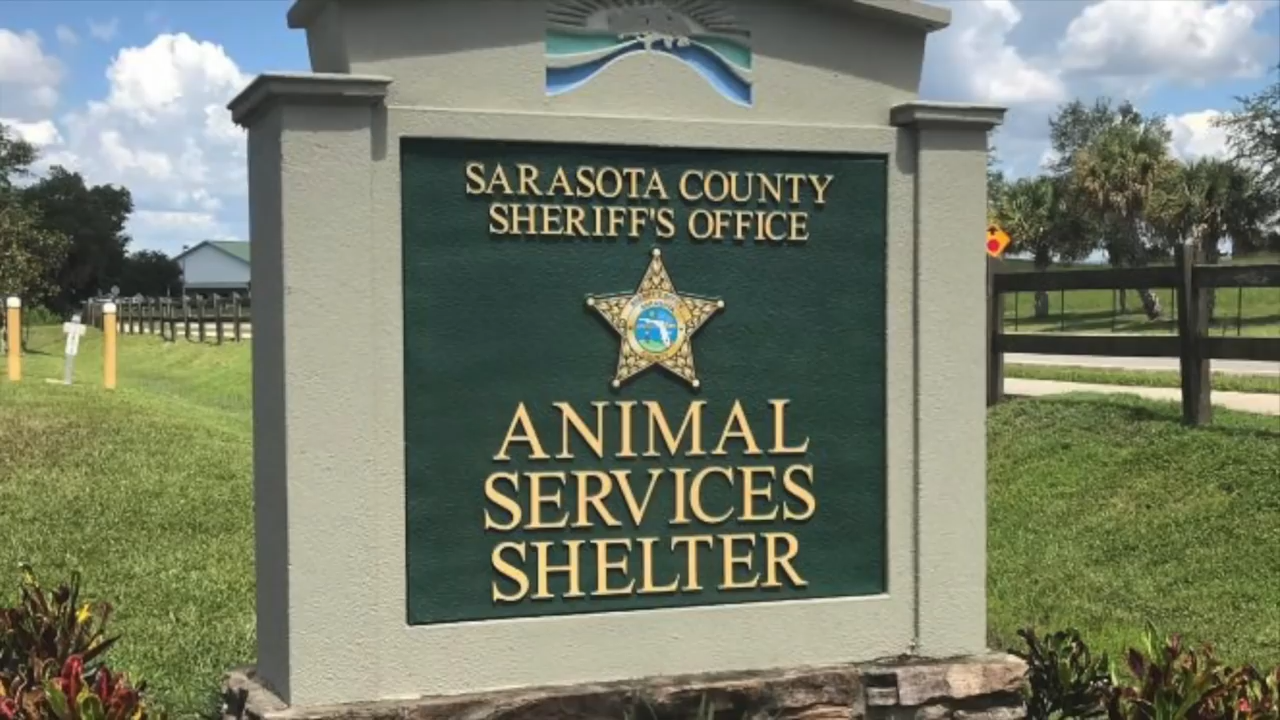 SARASOTA COUNTY
SHERIFF'S OFFICE
ANIMAL
SERVICES
SHELTER